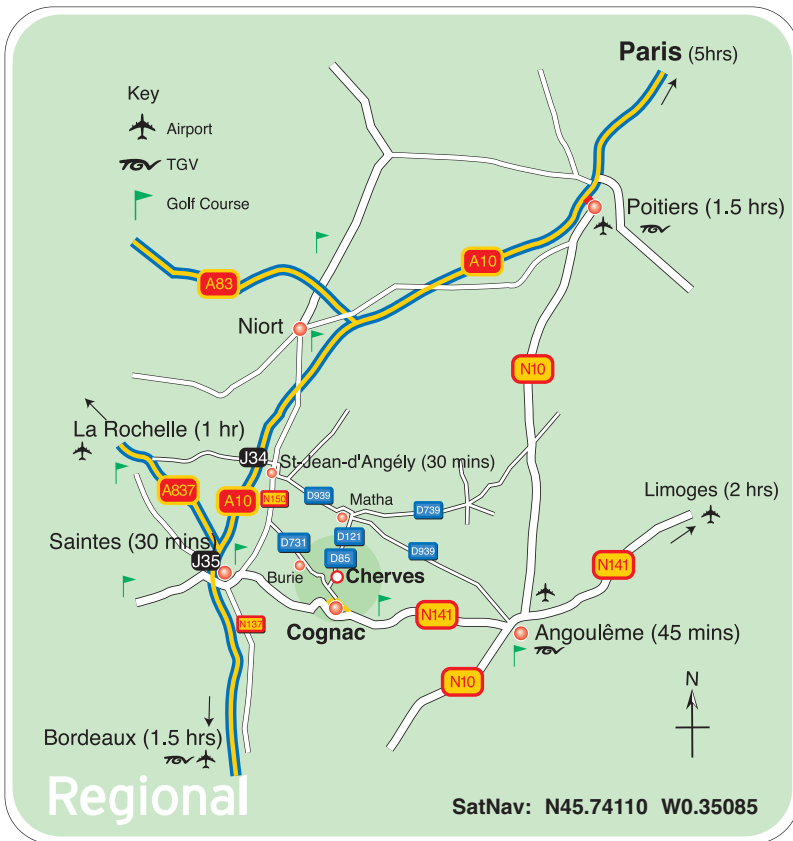 Paris (5hrs)
Key
Airport
TGV TGV
Golf Course
Poitiers (1.5 hrs)
TGV
A83
A10
Niort
N10
La Rochelle (1 hr)
J34
St-Jean-d'Angély (30 mins)
A837
A10
N150
D939
Matha
D739
Limoges (2 hrs)
Saintes (30 mins)
J35
D731
D121
D939
D85
Burie
Cherves
N141
N137
Cognac
N141
Angoulême (45 mins)
TGV
N10
N
Bordeaux (1.5 hrs)
TGV
Regional
SatNav: N45.74110 W0.35085